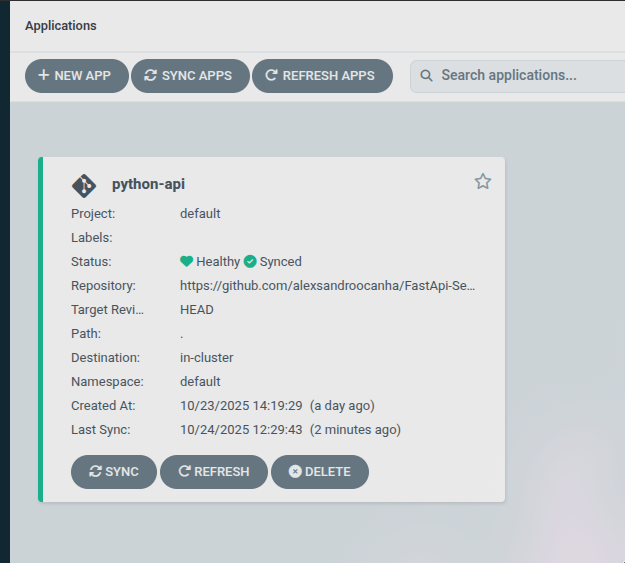 Applications
NEW APP SYNC APPS REFRESH APPS Search applications...
python-api
Project: default
Labels:
Status: Healthy Synced
Repository: https://github.com/alexsandroocanha/FastApi-Se...
Target Revi... HEAD
Path: .
Destination: in-cluster
Namespace: default
Created At: 10/23/2025 14:19:29 (a day ago)
Last Sync: 10/24/2025 12:29:43 (2 minutes ago)
SYNC REFRESH DELETE